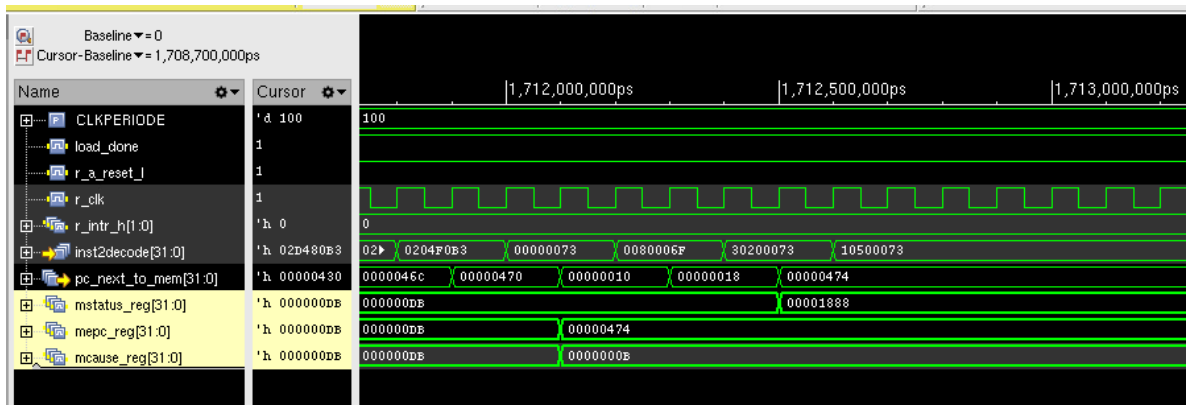 Baseline▼= 0
Cursor-Baseline▼= 1,708,700,000ps
Name Cursor |1,712,000,000ps |1,712,500,000ps |1,713,000,000ps
CLKPERIODE 'd 100 100
load_done 1
r_a_reset_l 1
r_clk 1
r_intr_h[1:0] 'h 0 0
inst2decode[31:0] 'h 02D480B3 02 0204F0B3 00000073 0080006F 30200073 10500073
pc_next_to_mem[31:0] 'h 00000430 0000046C 00000470 00000010 00000018 00000474
mstatus_reg[31:0] 'h 000000DB 000000DB 00001888
mepc_reg[31:0] 'h 000000DB 000000DB 00000474
mcause_reg[31:0] 'h 000000DB 000000DB 0000000B